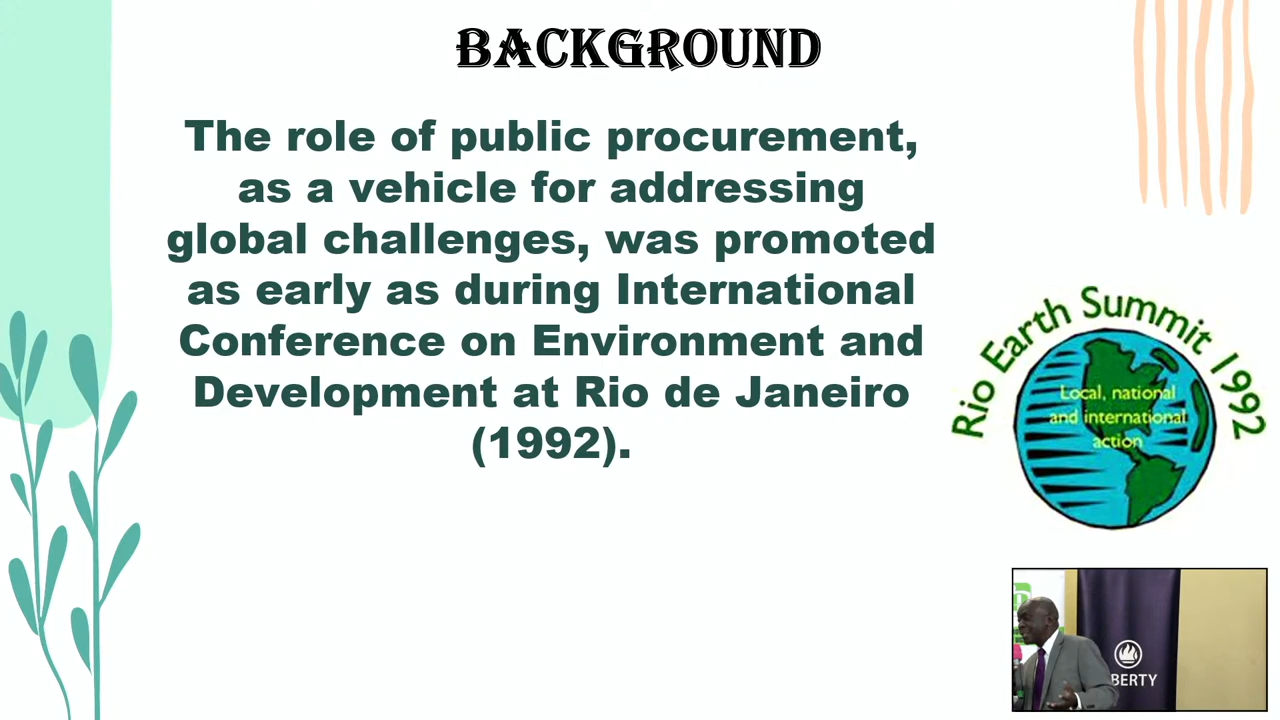 BACKGROUND
The role of public procurement,
as a vehicle for addressing
global challenges, was promoted
as early as during International
Conference on Environment and
Development at Rio de Janeiro
(1992).
Rio Earth Summit 1992
Local, national
and international
action
BERTY